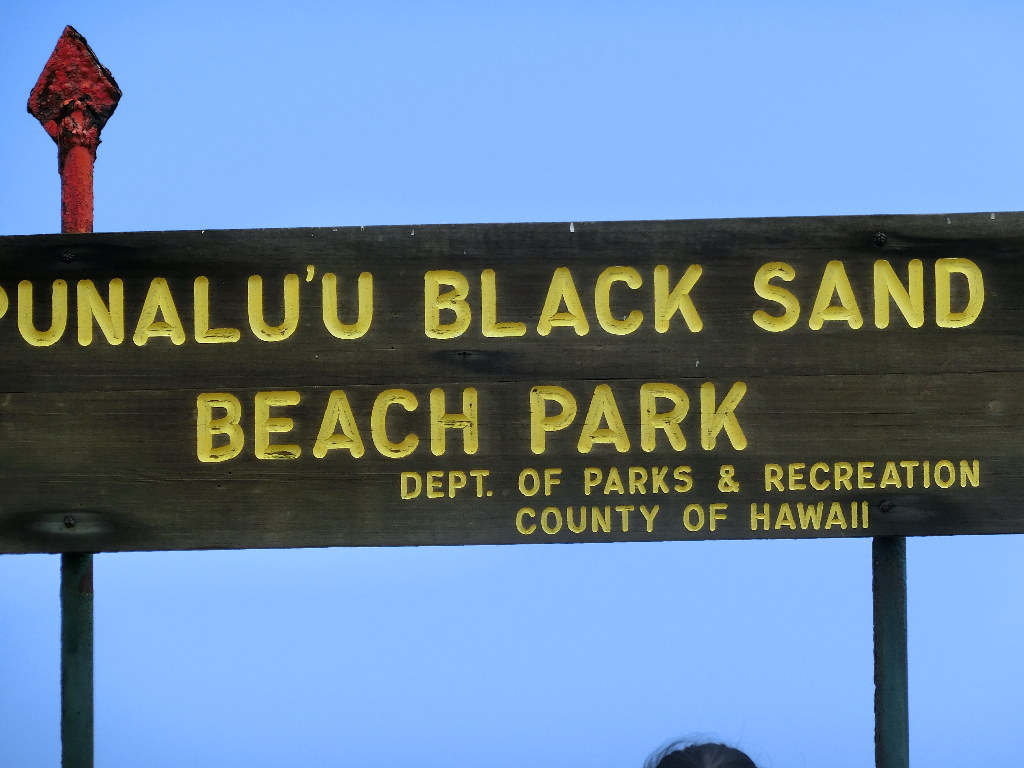 PUNALU'U BLACK SAND
BEACH PARK
DEPT. OF PARKS & RECREATION
COUNTY OF HAWAII